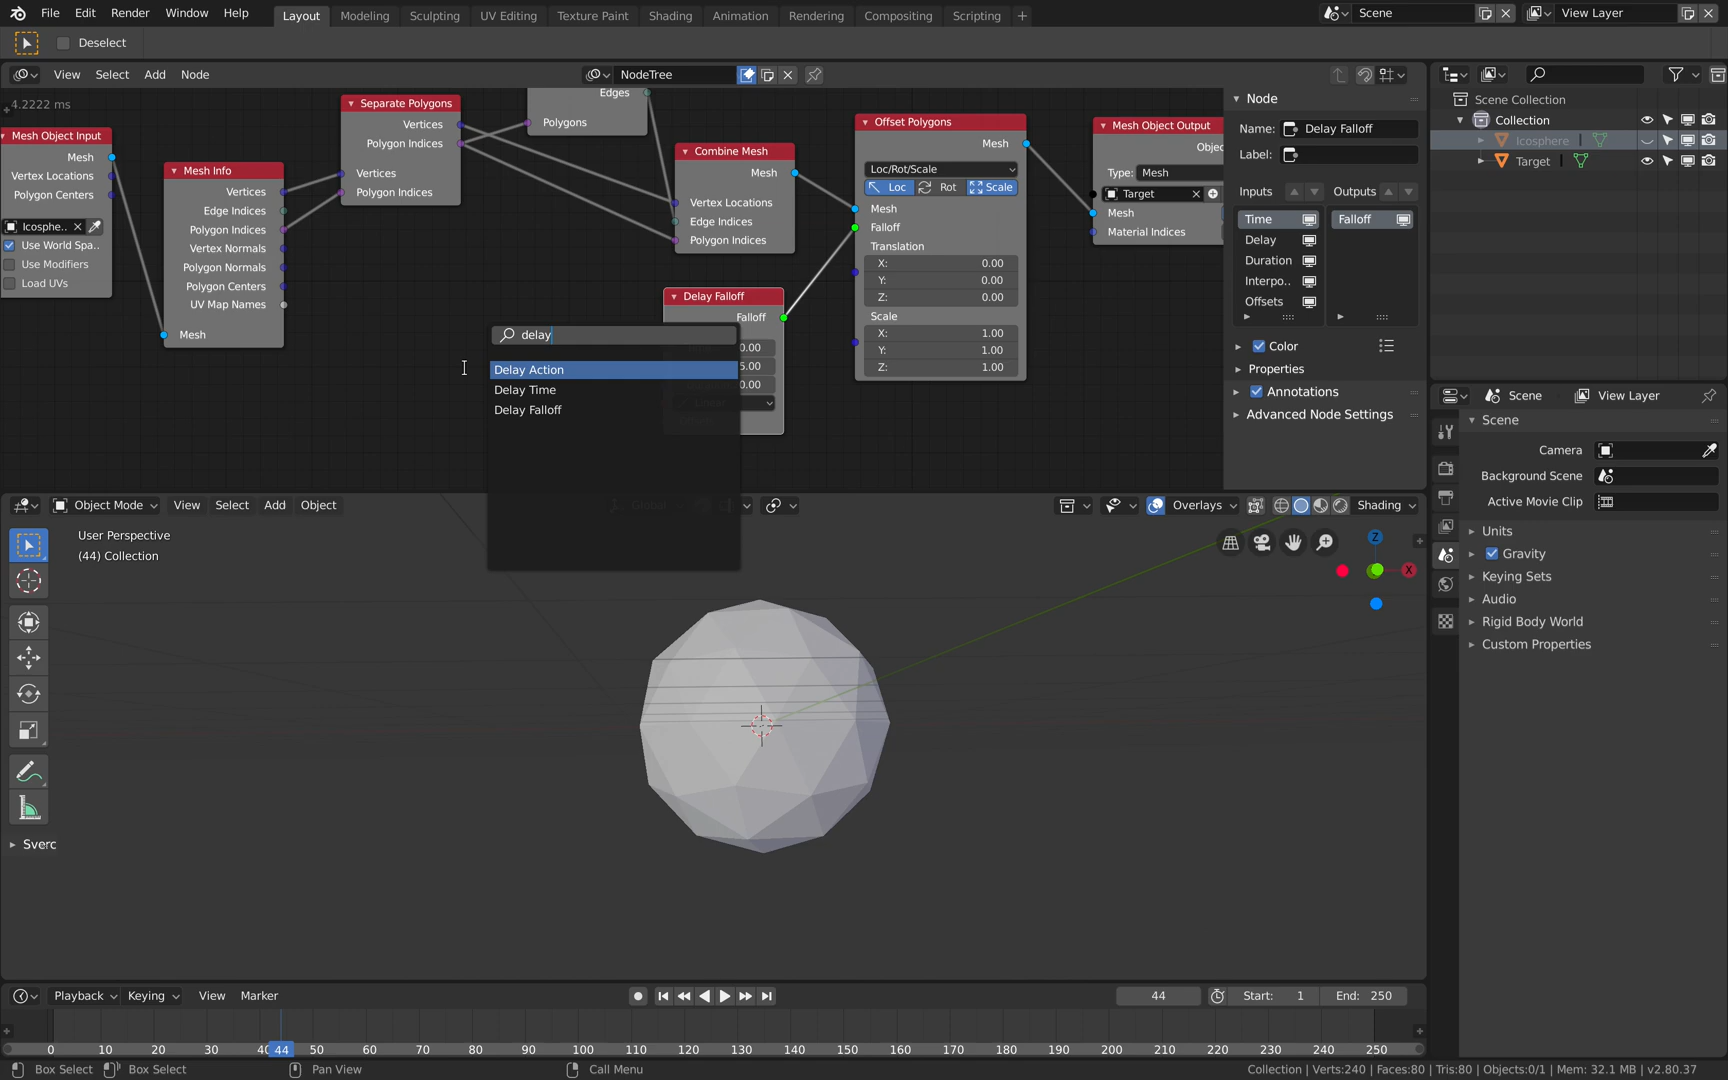 File Edit Render Window Help Layout Modeling Sculpting UV Editing Texture Paint Shading Animation Rendering Compositing Scripting + Scene View Layer
Deselect
View Select Add Node NodeTree
4.2222 ms
Mesh Object Input
Mesh
Vertex Locations
Polygon Centers
Icosphe..
Use World Spa..
Use Modifiers
Load UVs
Mesh Info
Vertices
Edge Indices
Polygon Indices
Vertex Normals
Polygon Normals
Polygon Centers
UV Map Names
Mesh
Separate Polygons
Vertices
Polygon Indices
Vertices
Polygon Indices
Edges
Polygons
Combine Mesh
Mesh
Vertex Locations
Edge Indices
Polygon Indices
Delay Falloff
Falloff
0.00
5.00
0.00
delay
Delay Action
Delay Time
Delay Falloff
Offset Polygons
Mesh
Loc/Rot/Scale
Loc Rot Scale
Mesh
Falloff
Translation
X: 0.00
Y: 0.00
Z: 0.00
Scale
X: 1.00
Y: 1.00
Z: 1.00
Mesh Object Output
Objec
Type: Mesh
Target
Mesh
Material Indices
Node
Name: Delay Falloff
Label:
Inputs Outputs
Time Falloff
Delay
Duration
Interpo..
Offsets
Color
Properties
Annotations
Advanced Node Settings
Scene Collection
Collection
Icosphere
Target
Scene View Layer
Scene
Camera
Background Scene
Active Movie Clip
Units
Gravity
Keying Sets
Audio
Rigid Body World
Custom Properties
Object Mode View Select Add Object Global Overlays Shading
User Perspective
(44) Collection
Z
X
Sverc
Playback Keying View Marker 44 Start: 1 End: 250
0 10 20 30 40 44 50 60 70 80 90 100 110 120 130 140 150 160 170 180 190 200 210 220 230 240 250
Box Select Box Select Pan View Call Menu Collection | Verts:240 | Faces:80 | Tris:80 | Objects:0/1 | Mem: 32.1 MB | v2.80.37